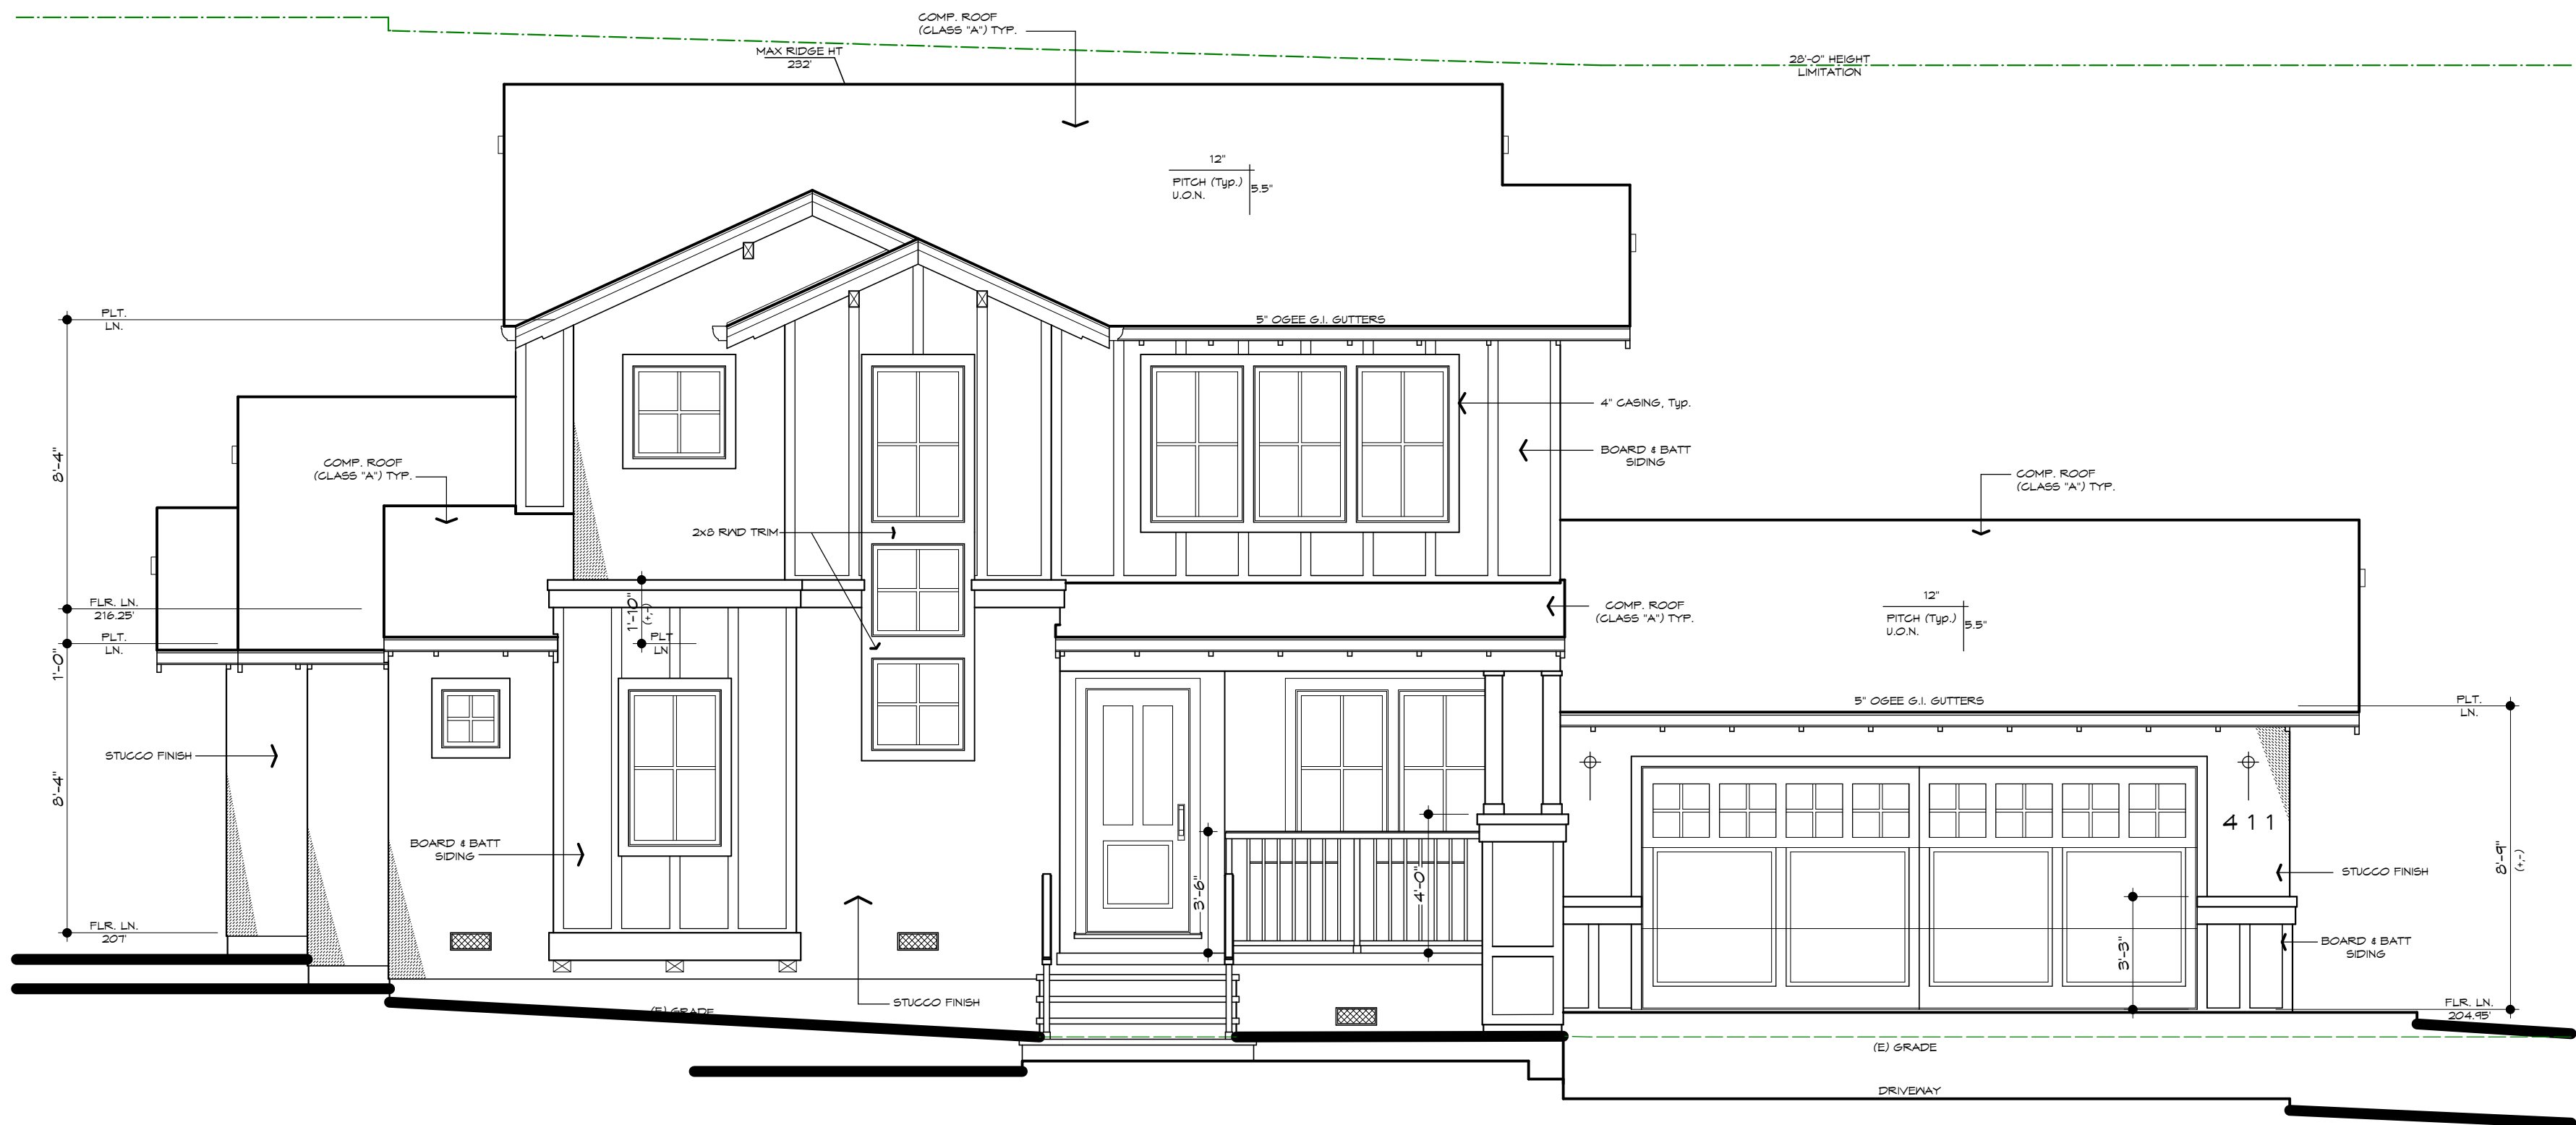 COMP. ROOF
(CLASS "A") TYP.
MAX RIDGE HT
232'
28'-0" HEIGHT
LIMITATION
12"
PITCH (Typ.)
U.O.N.
5.5"
PLT.
LN.
5" OGEE G.I. GUTTERS
4" CASING, Typ.
BOARD & BATT
SIDING
8'-4"
COMP. ROOF
(CLASS "A") TYP.
COMP. ROOF
(CLASS "A") TYP.
2x8 RWD TRIM
FLR. LN.
216.25'
1'-10"
(+,-)
COMP. ROOF
(CLASS "A") TYP.
12"
PITCH (Typ.)
U.O.N.
5.5"
PLT.
LN.
PLT
LN
1'-0"
5" OGEE G.I. GUTTERS
PLT.
LN.
STUCCO FINISH
8'-4"
411
BOARD & BATT
SIDING
3'-6"
4'-0"
8'-9"
(+,-)
STUCCO FINISH
FLR. LN.
207'
3'-3"
BOARD & BATT
SIDING
STUCCO FINISH
(E) GRADE
FLR. LN.
204.95'
(E) GRADE
DRIVEWAY